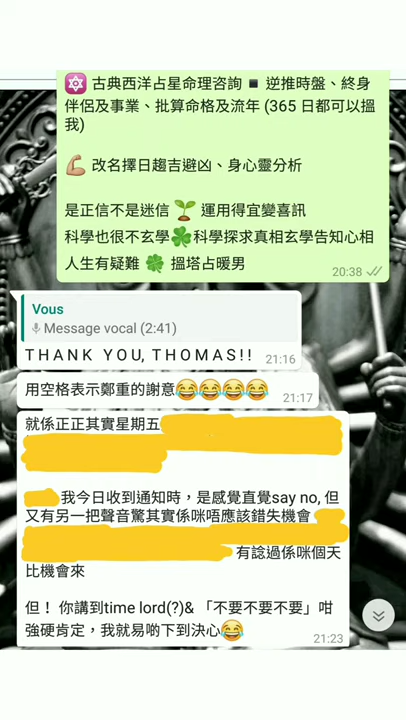 🔯 古典西洋占星命理咨詢 ◾ 逆推時盤、終身
伴侶及事業、批算命格及流年 (365 日都可以搵
我)
💪 改名擇日趨吉避凶、身心靈分析
是正信不是迷信 🌱 運用得宜變喜訊
科學也很不玄學🍀科學探求真相玄學告知心相
人生有疑難 🍀 搵塔占暖男
20:38
Vous
Message vocal (2:41)
T H A N K  Y O U, T H O M A S ! !
21:16
用空格表示鄭重的謝意😂😂😂😂
21:17
就係正正其實星期五
我今日收到通知時，是感覺直覺say no, 但
又有另一把聲音驚其實係咪唔應該錯失機會
有諗過係咪個天
比機會來
但！ 你講到time lord(?)& 「不要不要不要」咁
強硬肯定，我就易啲下到決心😂
21:23